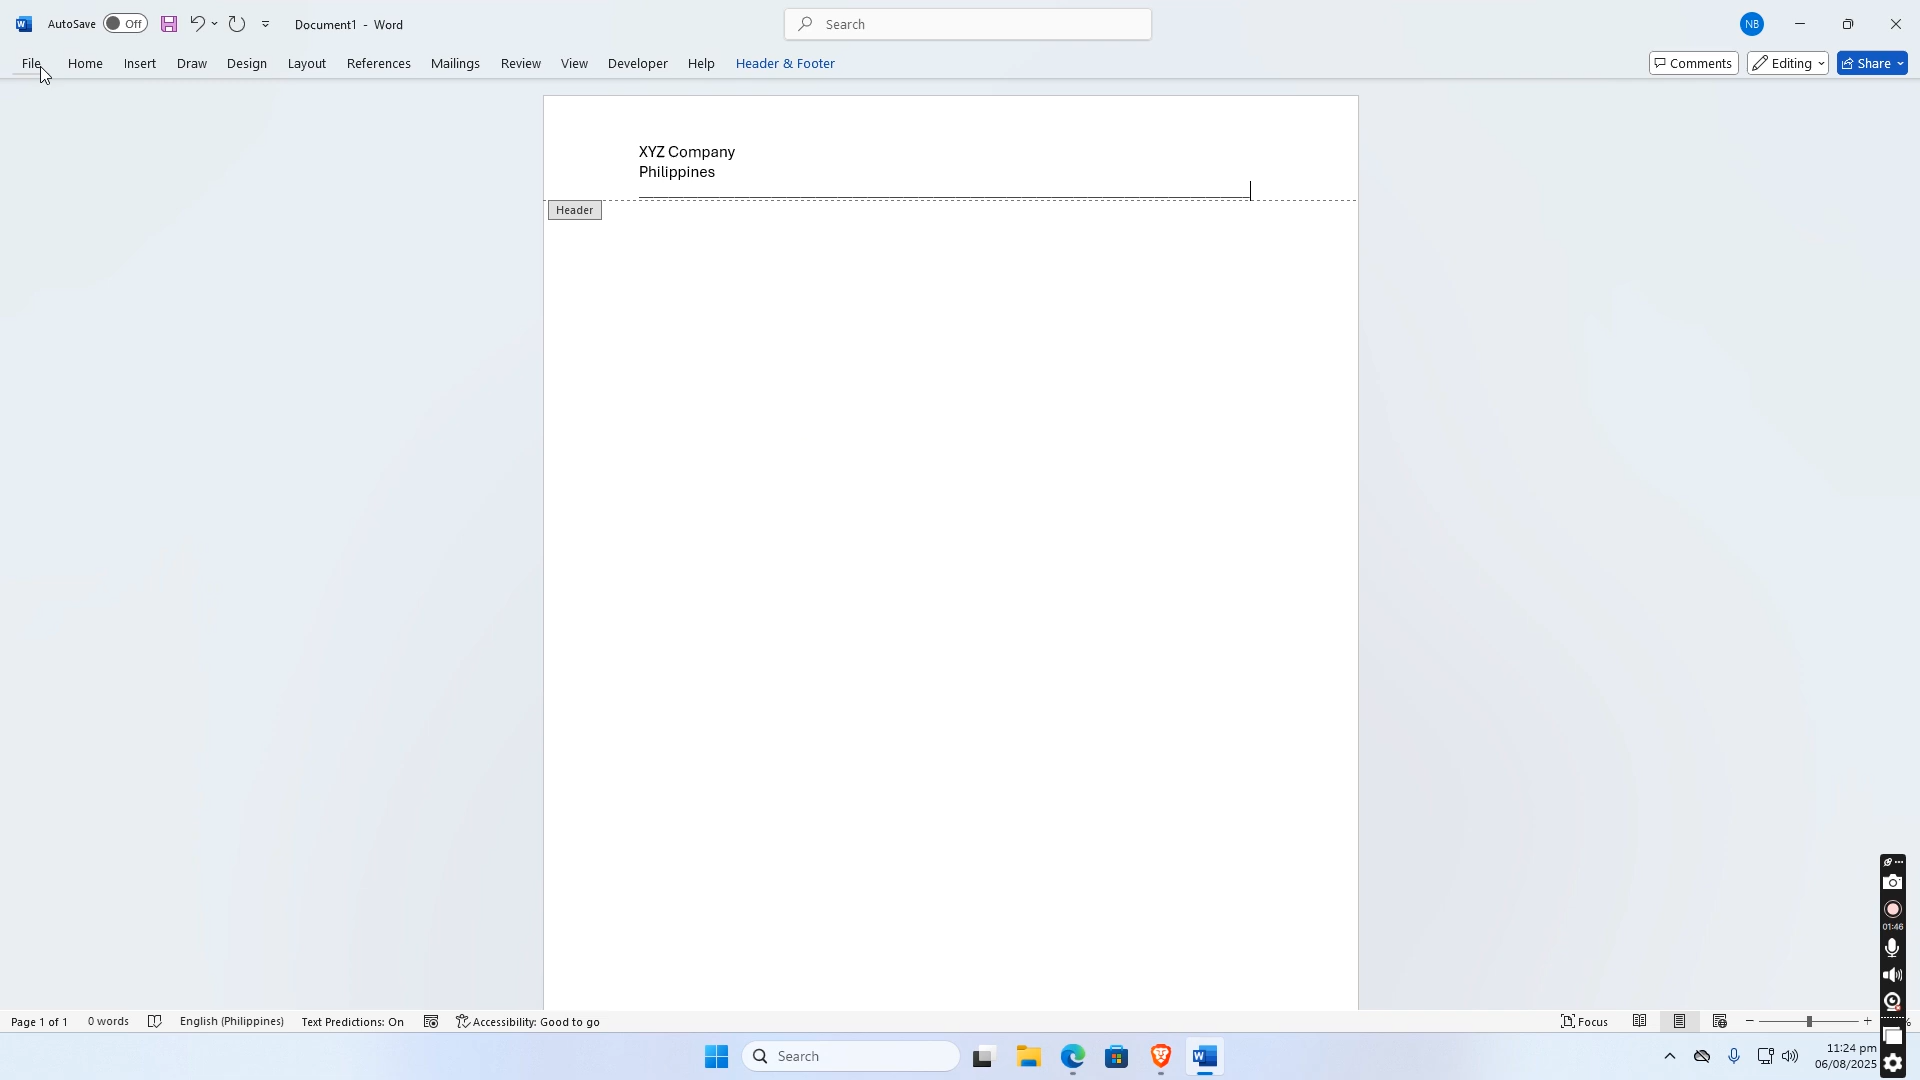 AutoSave Off Document1 - Word Search NB
File Home Insert Draw Design Layout References Mailings Review View Developer Help Header & Footer Comments Editing Share
XYZ Company
Philippines
Header
01:46
Page 1 of 1 0 words English (Philippines) Text Predictions: On Accessibility: Good to go Focus %
Search
11:24 pm
06/08/2025